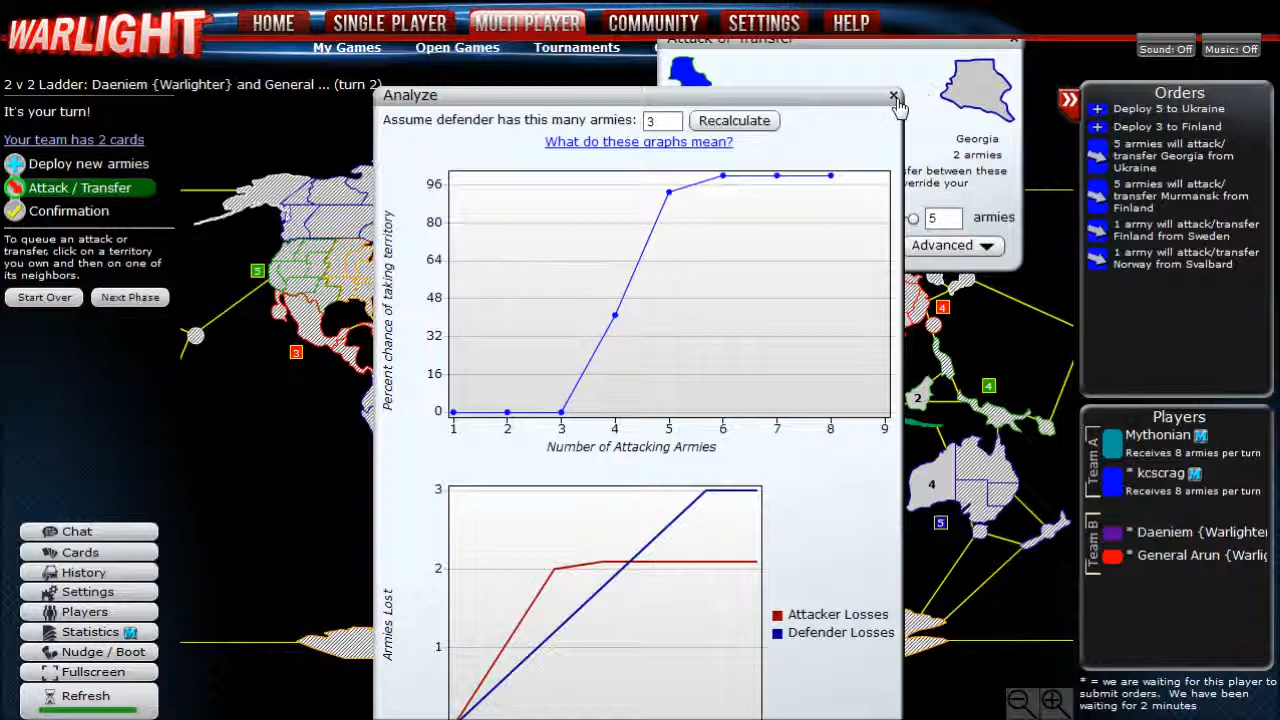 WARLIGHT
HOME
SINGLE PLAYER
MULTI PLAYER
COMMUNITY
SETTINGS
HELP
My Games
Open Games
Tournaments
Sound: Off
Music: Off
2 v 2 Ladder: Daeniem {Warlighter} and General ... (turn 2)
It's your turn!
Your team has 2 cards
Deploy new armies
Attack / Transfer
Confirmation
To queue an attack or
transfer, click on a territory
you own and then on one of
its neighbors.
Start Over
Next Phase
5
3
Chat
Cards
History
Settings
Players
Statistics M
Nudge / Boot
Fullscreen
Refresh
Analyze
Assume defender has this many armies: 3
Recalculate
What do these graphs mean?
Percent chance of taking territory
96
80
64
48
32
16
0
1 2 3 4 5 6 7 8 9
Number of Attacking Armies
Armies Lost
3
2
1
Attacker Losses
Defender Losses
Attack or Transfer
Georgia
2 armies
fer between these
erride your
5 armies
Advanced
4
2
4
4
5
Orders
Deploy 5 to Ukraine
Deploy 3 to Finland
5 armies will attack/
transfer Georgia from
Ukraine
5 armies will attack/
transfer Murmansk from
Finland
1 army will attack/transfer
Finland from Sweden
1 army will attack/transfer
Norway from Svalbard
Players
Team A
Mythonian M
Receives 8 armies per turn
* kcscrag M
Receives 8 armies per turn
Team B
* Daeniem {Warlighte
* General Arun {Warlig
* = we are waiting for this player to
submit orders. We have been
waiting for 2 minutes